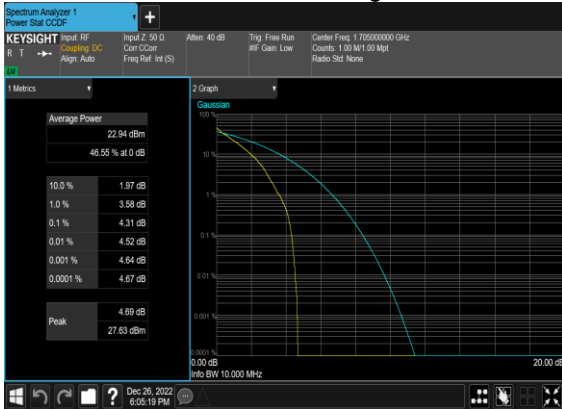 Spectrum Analyzer 1
Power Stat CCDF
KEYSIGHT
R T
Input: RF
Coupling: DC
Align: Auto
Input Z: 50 Ω
Corr CCorr
Freq Ref: Int (S)
Atten: 40 dB
Trig: Free Run
#IF Gain: Low
Center Freq: 1.705000000 GHz
Counts: 1.00 M/1.00 Mpt
Radio Std: None
1 Metrics
Average Power
22.94 dBm
46.55 % at 0 dB
10.0 % 1.97 dB
1.0 % 3.58 dB
0.1 % 4.31 dB
0.01 % 4.52 dB
0.001 % 4.64 dB
0.0001 % 4.67 dB
Peak
4.69 dB
27.63 dBm
2 Graph
Gaussian
100 %
10 %
1 %
0.1 %
0.01 %
0.001 %
0.0001 %
0.00 dB
20.00 dB
Info BW 10.000 MHz
?
Dec 26, 2022
6:05:19 PM